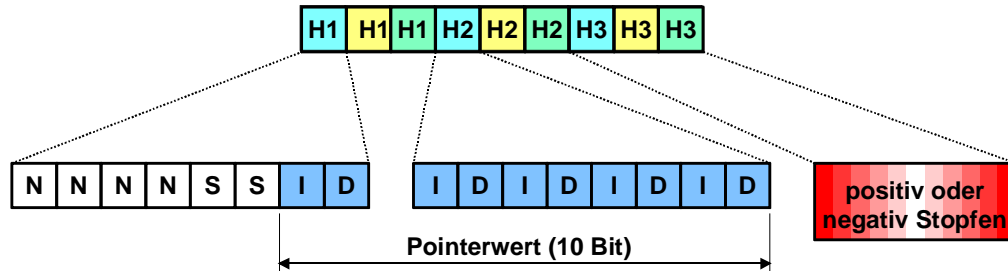 H1 H1 H1 H2 H2 H2 H3 H3 H3
N N N N S S I D I D I D I D I D
positiv oder
negativ Stopfen
Pointerwert (10 Bit)